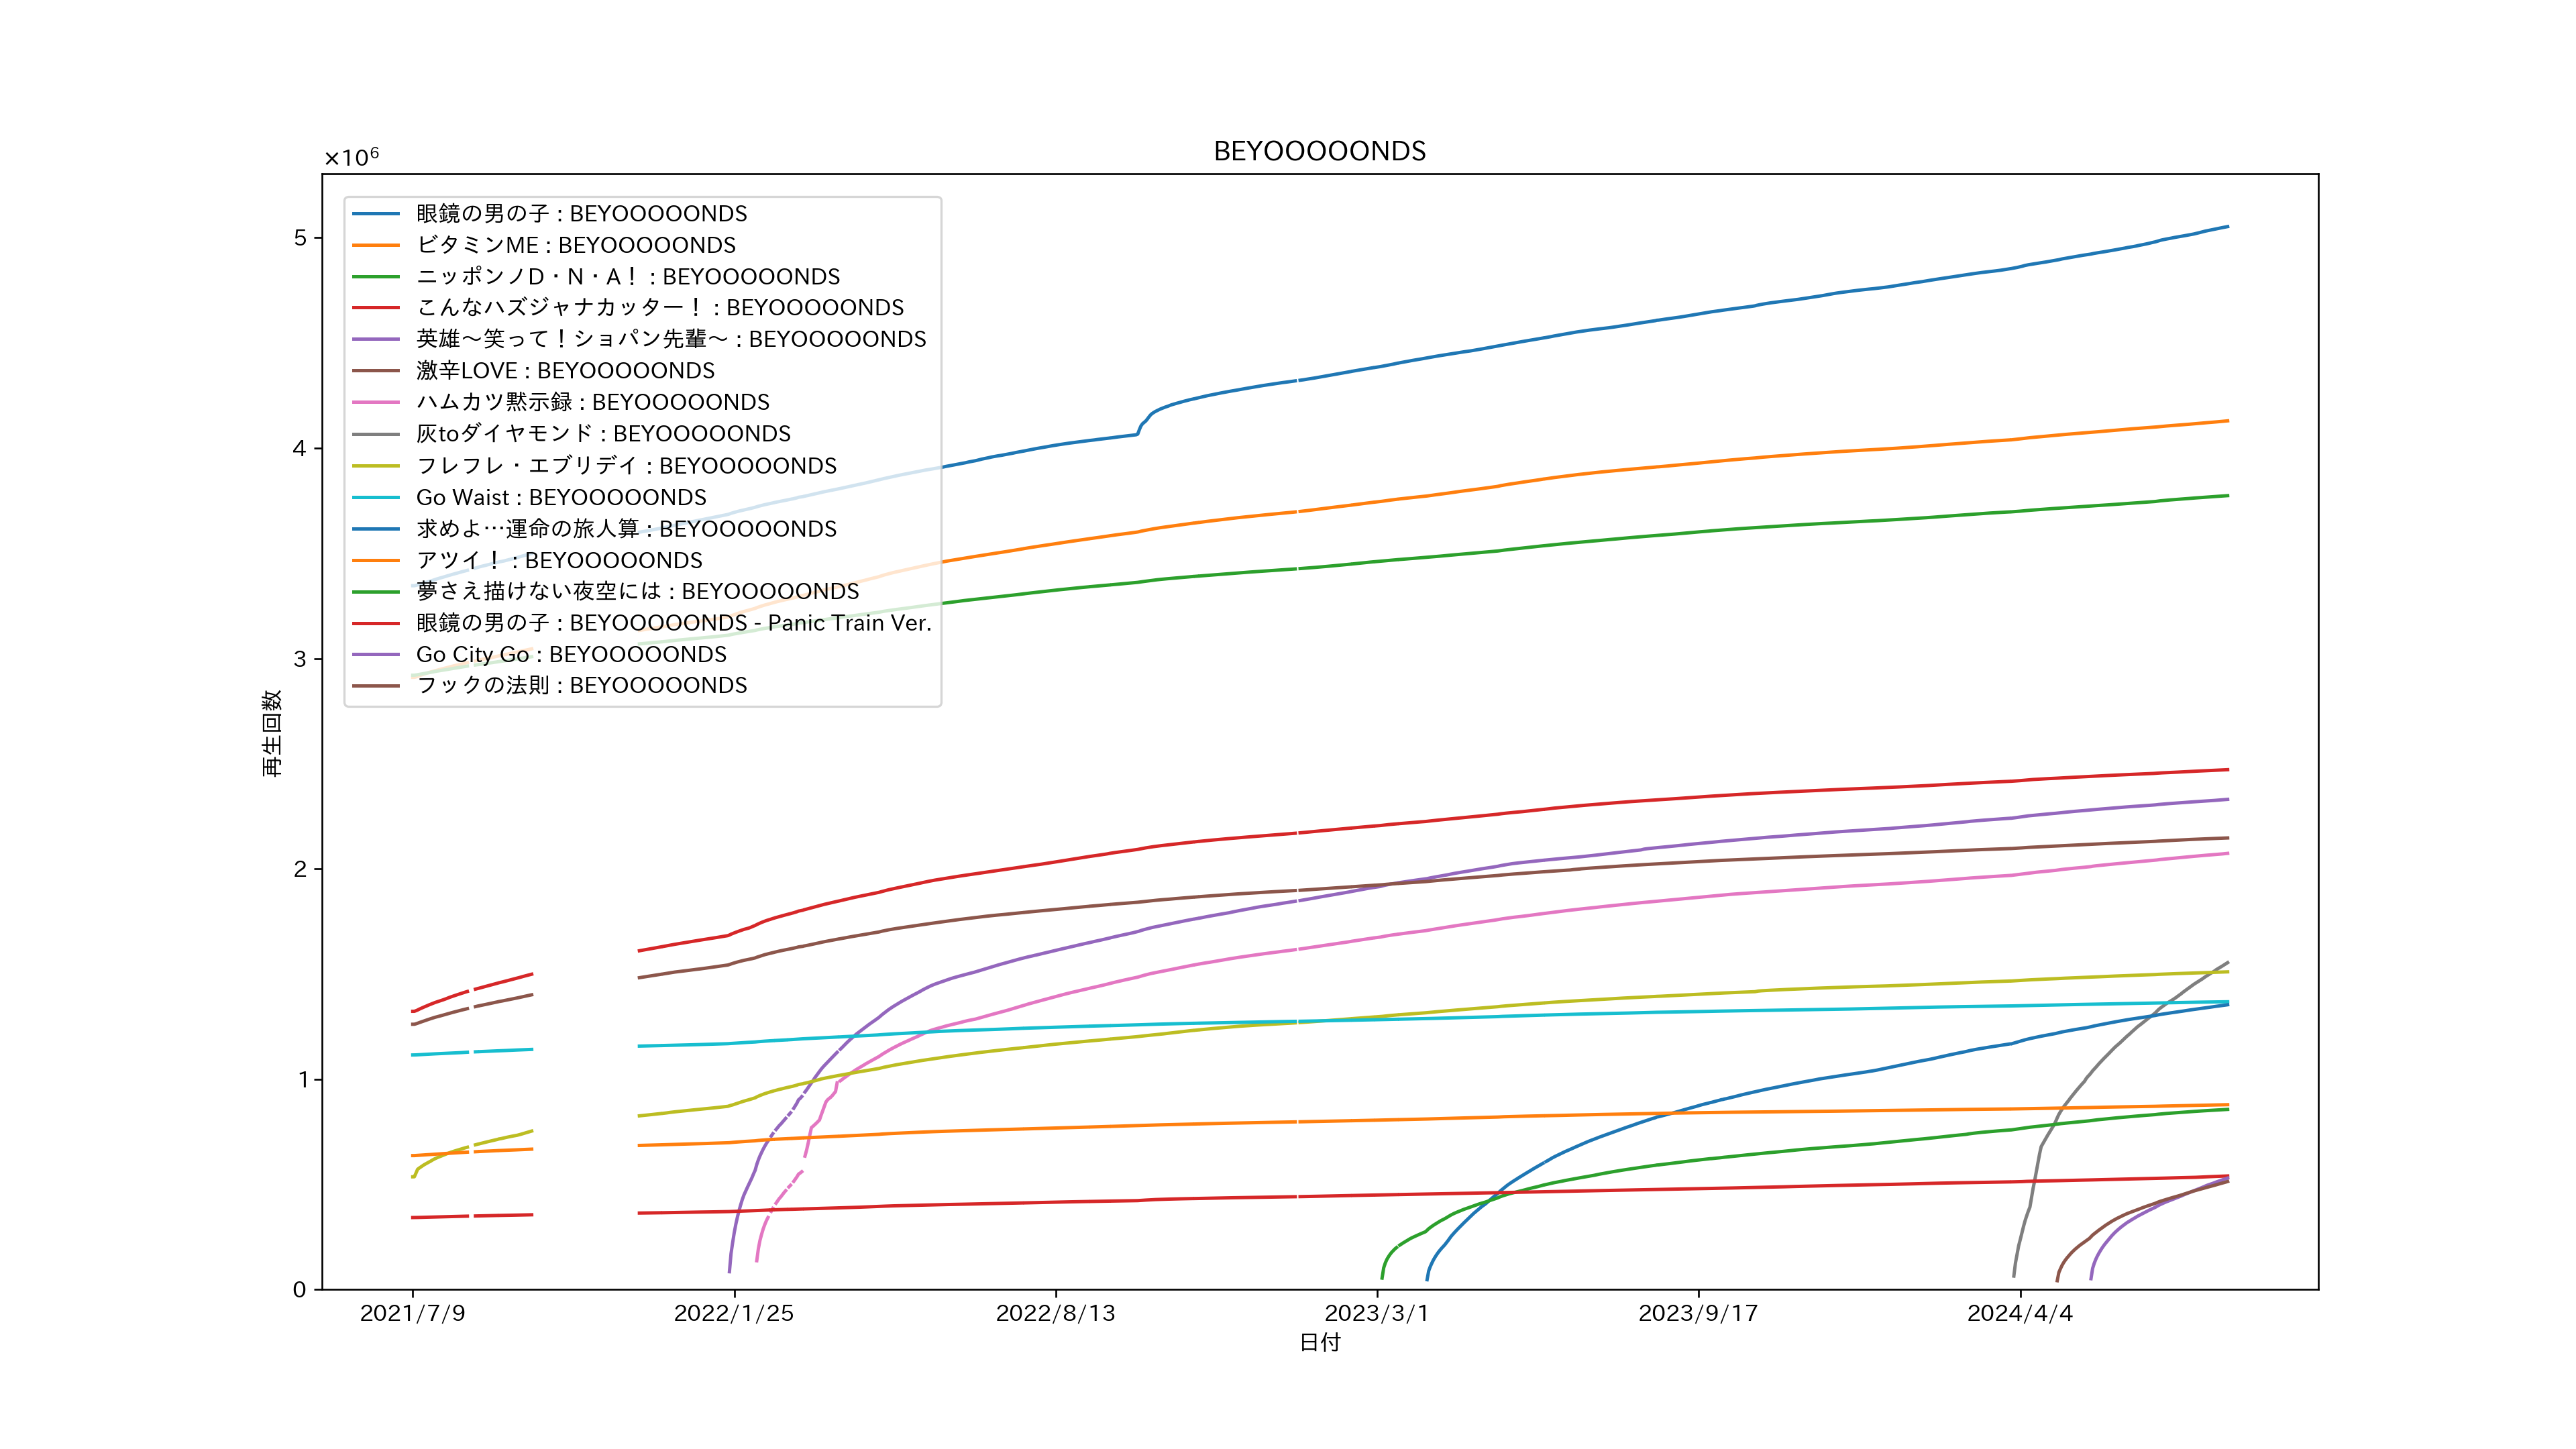 BEYOOOOONDS
×10⁶
眼鏡の男の子 : BEYOOOOONDS
ビタミンME : BEYOOOOONDS
ニッポンノD・N・A！ : BEYOOOOONDS
こんなハズジャナカッター！ : BEYOOOOONDS
英雄〜笑って！ショパン先輩〜 : BEYOOOOONDS
激辛LOVE : BEYOOOOONDS
ハムカツ黙示録 : BEYOOOOONDS
灰toダイヤモンド : BEYOOOOONDS
フレフレ・エブリデイ : BEYOOOOONDS
Go Waist : BEYOOOOONDS
求めよ…運命の旅人算 : BEYOOOOONDS
アツイ！ : BEYOOOOONDS
夢さえ描けない夜空には : BEYOOOOONDS
眼鏡の男の子 : BEYOOOOONDS - Panic Train Ver.
Go City Go : BEYOOOOONDS
フックの法則 : BEYOOOOONDS
5
4
3
2
1
0
再生回数
2021/7/9
2022/1/25
2022/8/13
2023/3/1
2023/9/17
2024/4/4
日付